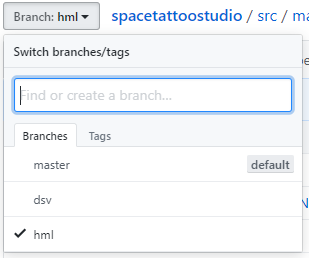 Branch: hml spacetattoostudio / src / ma
Switch branches/tags
Find or create a branch...
Branches Tags
master default
dsv
hml